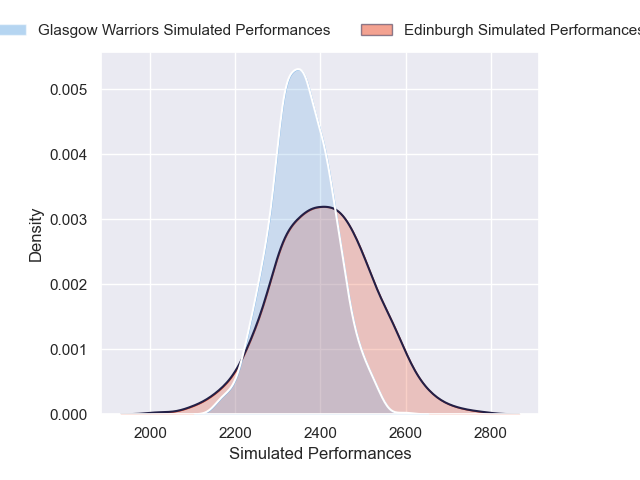 Glasgow Warriors Simulated Performances
Edinburgh Simulated Performances
0.005
0.004
0.003
0.002
0.001
0.000
Density
2000 2200 2400 2600 2800
Simulated Performances